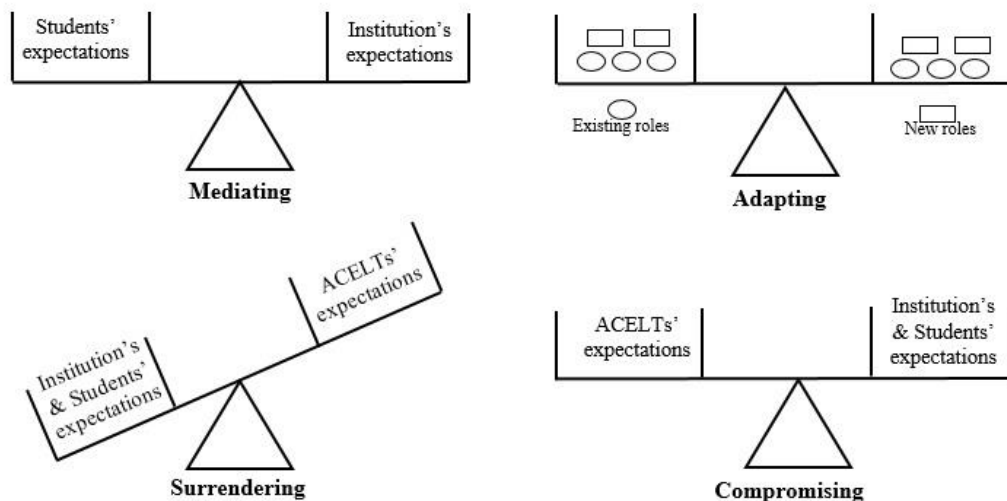 Students'
expectations
Institution's
expectations
Mediating
Existing roles
New roles
Adapting
Institution's
& Students'
expectations
ACELTs'
expectations
Surrendering
ACELTs'
expectations
Institution's
& Students'
expectations
Compromising